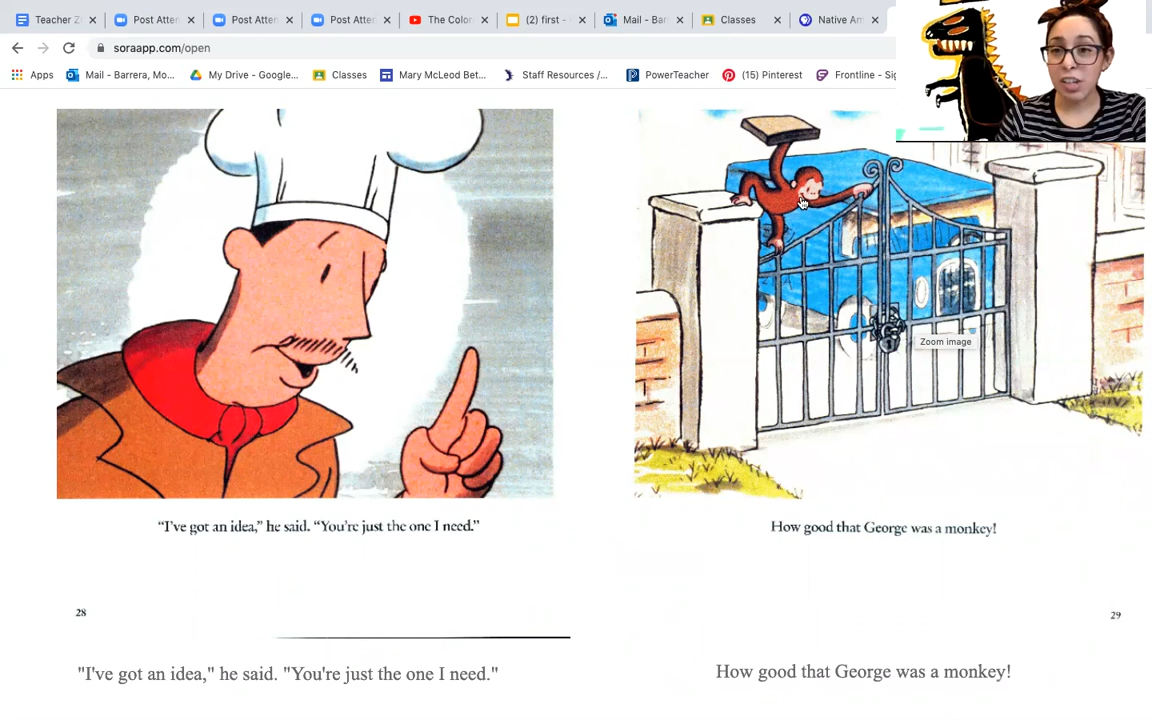 Teacher Zi
Post Atten
Post Atten
Post Atten
The Color
(2) first -
Mail - Bar
Classes
Native Am
soraapp.com/open
Apps
Mail - Barrera, Mo...
My Drive - Google...
Classes
Mary McLeod Bet...
Staff Resources /...
PowerTeacher
(15) Pinterest
Frontline - Sig
Zoom image
"I've got an idea," he said. "You're just the one I need."
How good that George was a monkey!
28
29
"I've got an idea," he said. "You're just the one I need."
How good that George was a monkey!